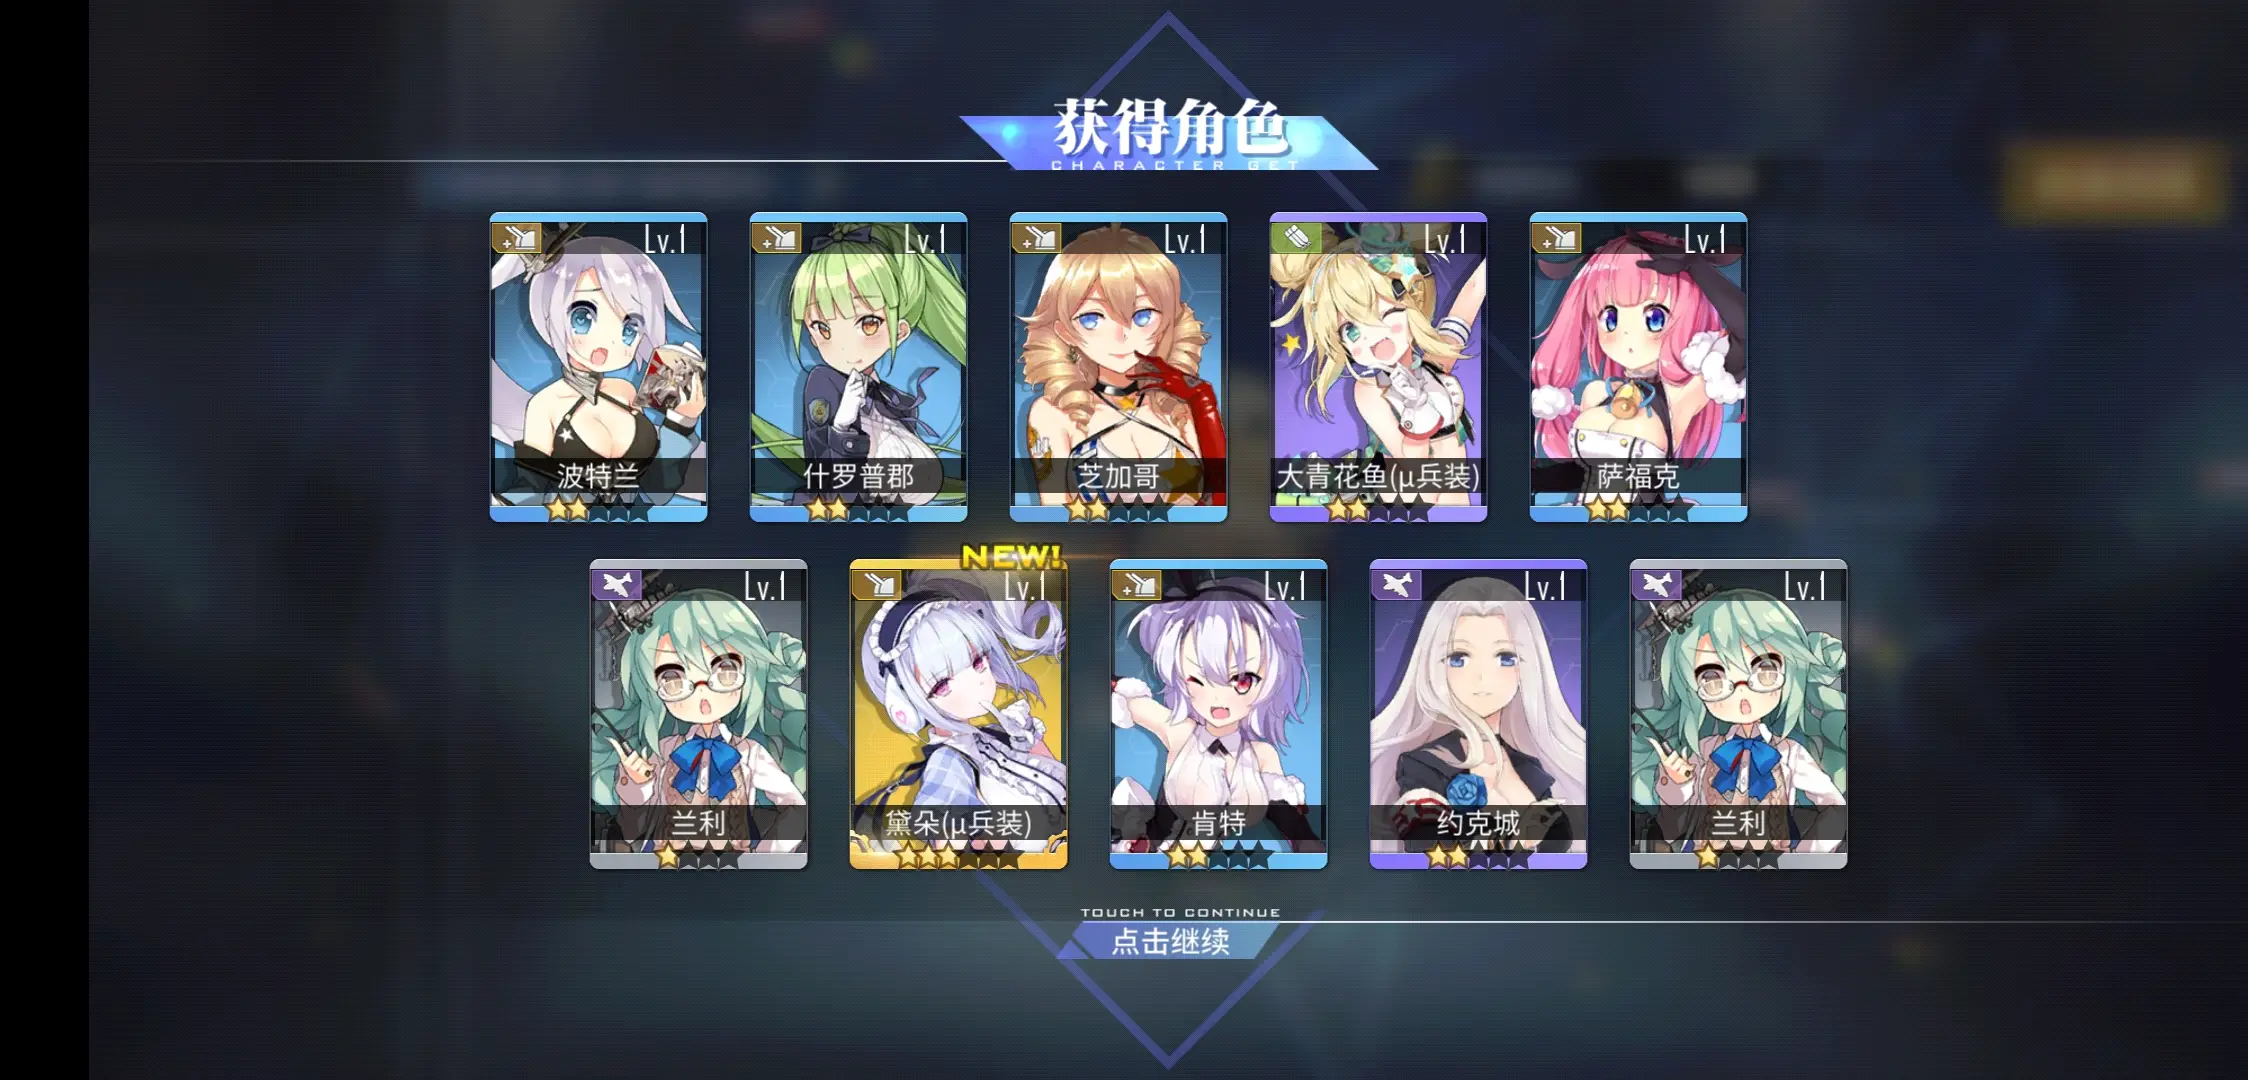 获得角色
CHARACTER GET
Lv.1
Lv.1
Lv.1
Lv.1
Lv.1
波特兰
什罗普郡
芝加哥
大青花鱼(μ兵装)
萨福克
NEW!
Lv.1
Lv.1
Lv.1
Lv.1
Lv.1
兰利
黛朵(μ兵装)
肯特
约克城
兰利
TOUCH TO CONTINUE
点击继续